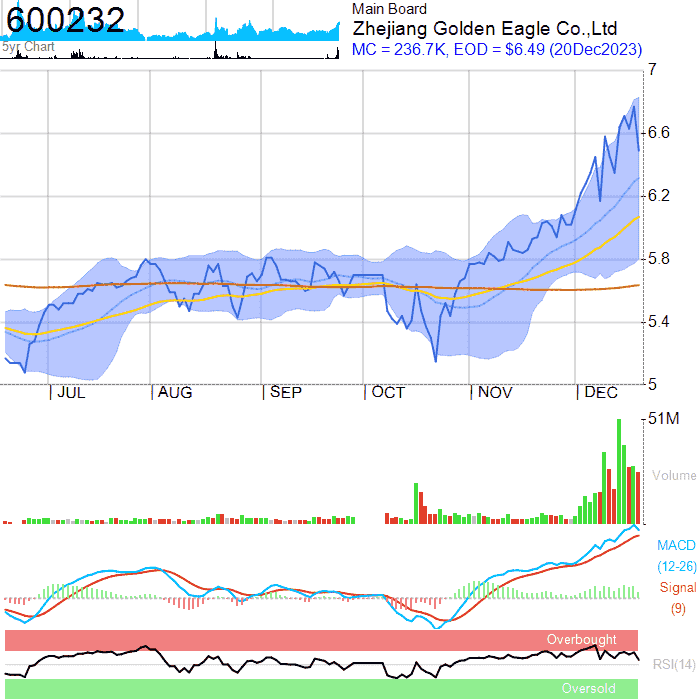 600232
Main Board
Zhejiang Golden Eagle Co.,Ltd
5yr Chart
MC = 236.7K, EOD = $6.49 (20Dec2023)
7
6.6
6.2
5.8
5.4
5
JUL AUG SEP OCT NOV DEC
51M
Volume
MACD
(12-26)
Signal
(9)
Overbought
RSI(14)
Oversold